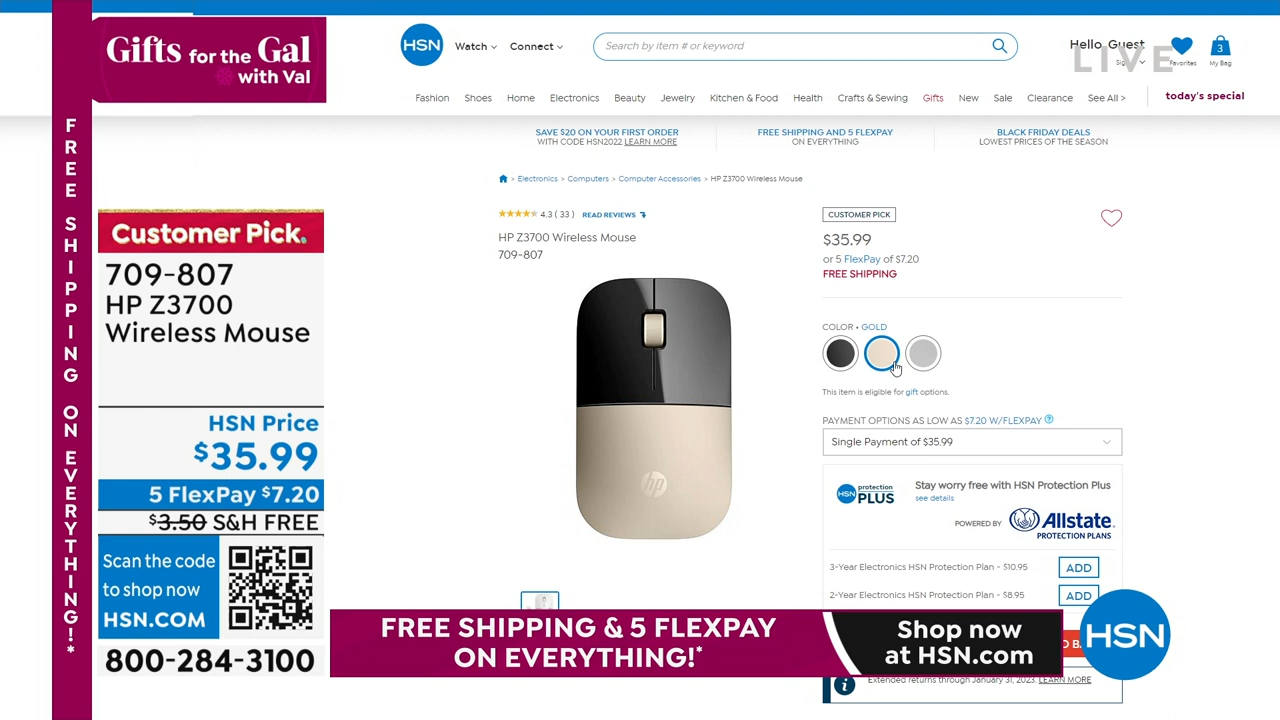 Gifts for the Gal
with Val
FREE SHIPPING ON EVERYTHING!*
HSN
Watch
Connect
Search by item # or keyword
Hello, Guest
LIVE
Favorites
3
My Bag
Fashion
Shoes
Home
Electronics
Beauty
Jewelry
Kitchen & Food
Health
Crafts & Sewing
Gifts
New
Sale
Clearance
See All >
today's special
SAVE $20 ON YOUR FIRST ORDER
WITH CODE HSN2022 LEARN MORE
FREE SHIPPING AND 5 FLEXPAY
ON EVERYTHING
BLACK FRIDAY DEALS
LOWEST PRICES OF THE SEASON
> Electronics > Computers > Computer Accessories > HP Z3700 Wireless Mouse
Customer Pick.
709-807
HP Z3700
Wireless Mouse
HSN Price
$35.99
5 FlexPay $7.20
$3.50 S&H FREE
Scan the code
to shop now
HSN.COM
800-284-3100
4.3 ( 33 ) READ REVIEWS
HP Z3700 Wireless Mouse
709-807
hp
CUSTOMER PICK
$35.99
or 5 FlexPay of $7.20
FREE SHIPPING
COLOR • GOLD
This item is eligible for gift options.
PAYMENT OPTIONS AS LOW AS $7.20 W/FLEXPAY ?
Single Payment of $35.99
HSN protection PLUS
Stay worry free with HSN Protection Plus
see details
POWERED BY Allstate.
PROTECTION PLANS
3-Year Electronics HSN Protection Plan - $10.95 ADD
2-Year Electronics HSN Protection Plan - $8.95 ADD
FREE SHIPPING & 5 FLEXPAY
ON EVERYTHING!*
Shop now
at HSN.com
HSN
Extended returns through January 31, 2023. LEARN MORE